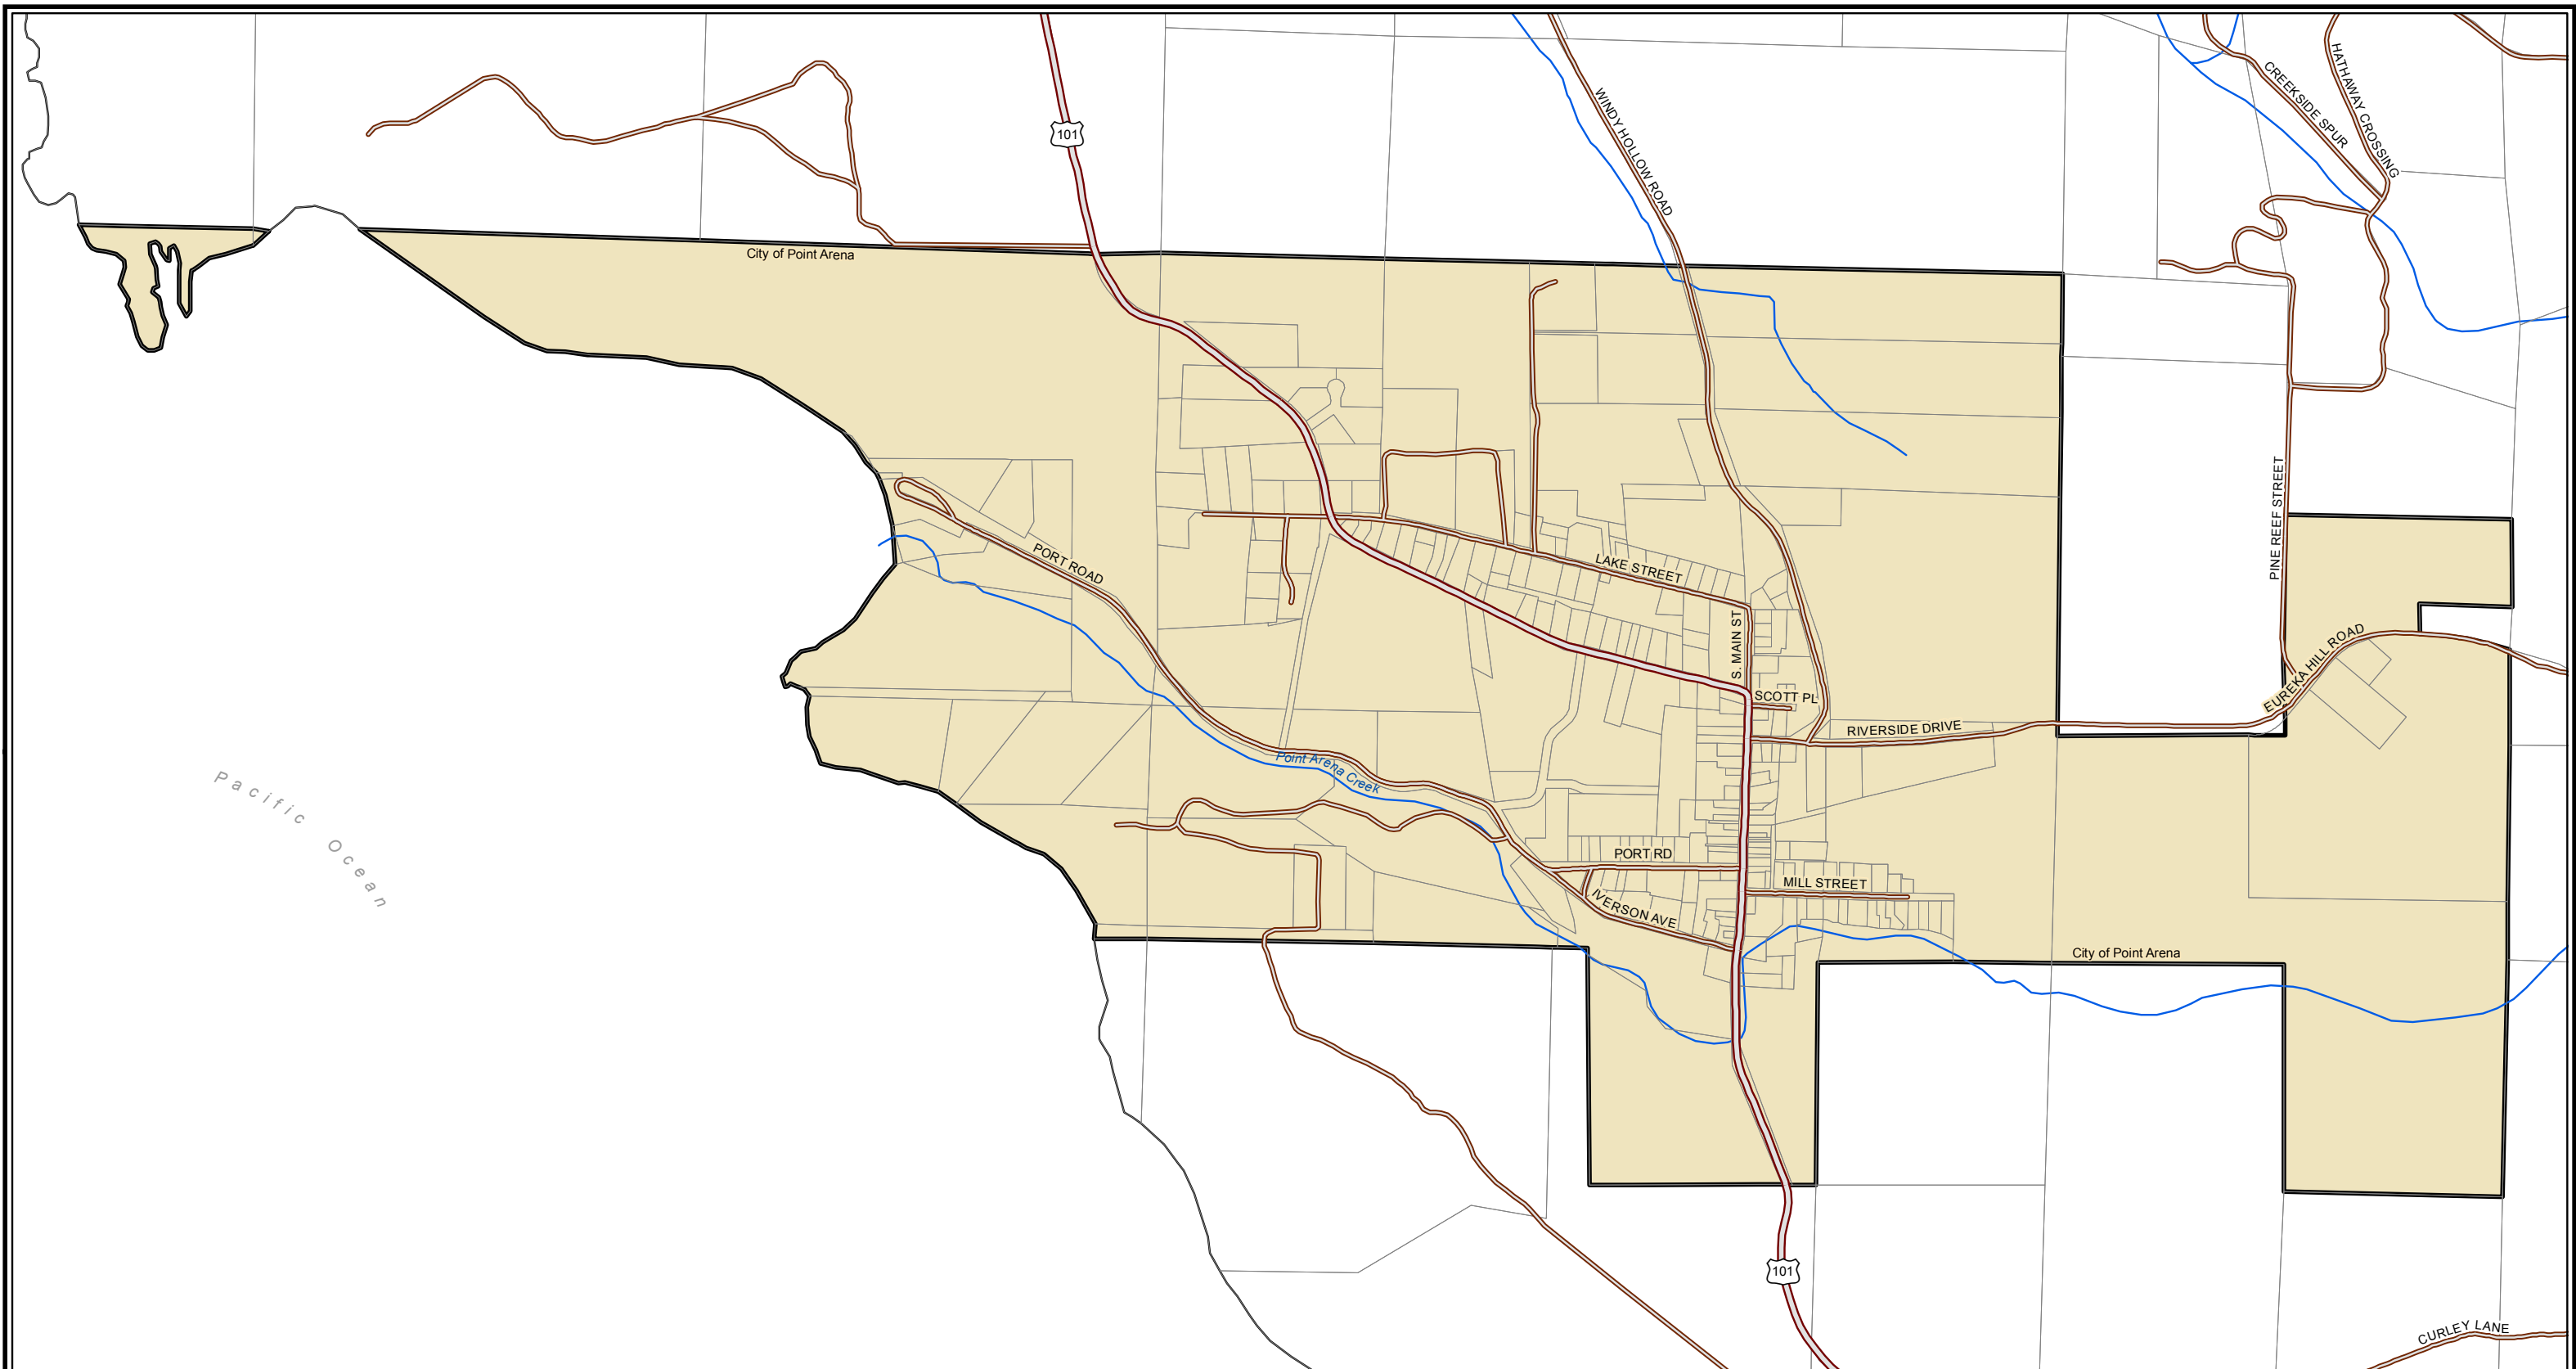 HATHAWAY CROSSING
CREEKSIDE SPUR
101
WINDY HOLLOW ROAD
City of Point Arena
PINE REEF STREET
PORT ROAD
LAKE STREET
S. MAIN ST
SCOTT PL
EUREKA HILL ROAD
RIVERSIDE DRIVE
Point Arena Creek
Pacific Ocean
PORT RD
MILL STREET
IVERSON AVE
City of Point Arena
101
CURLEY LANE